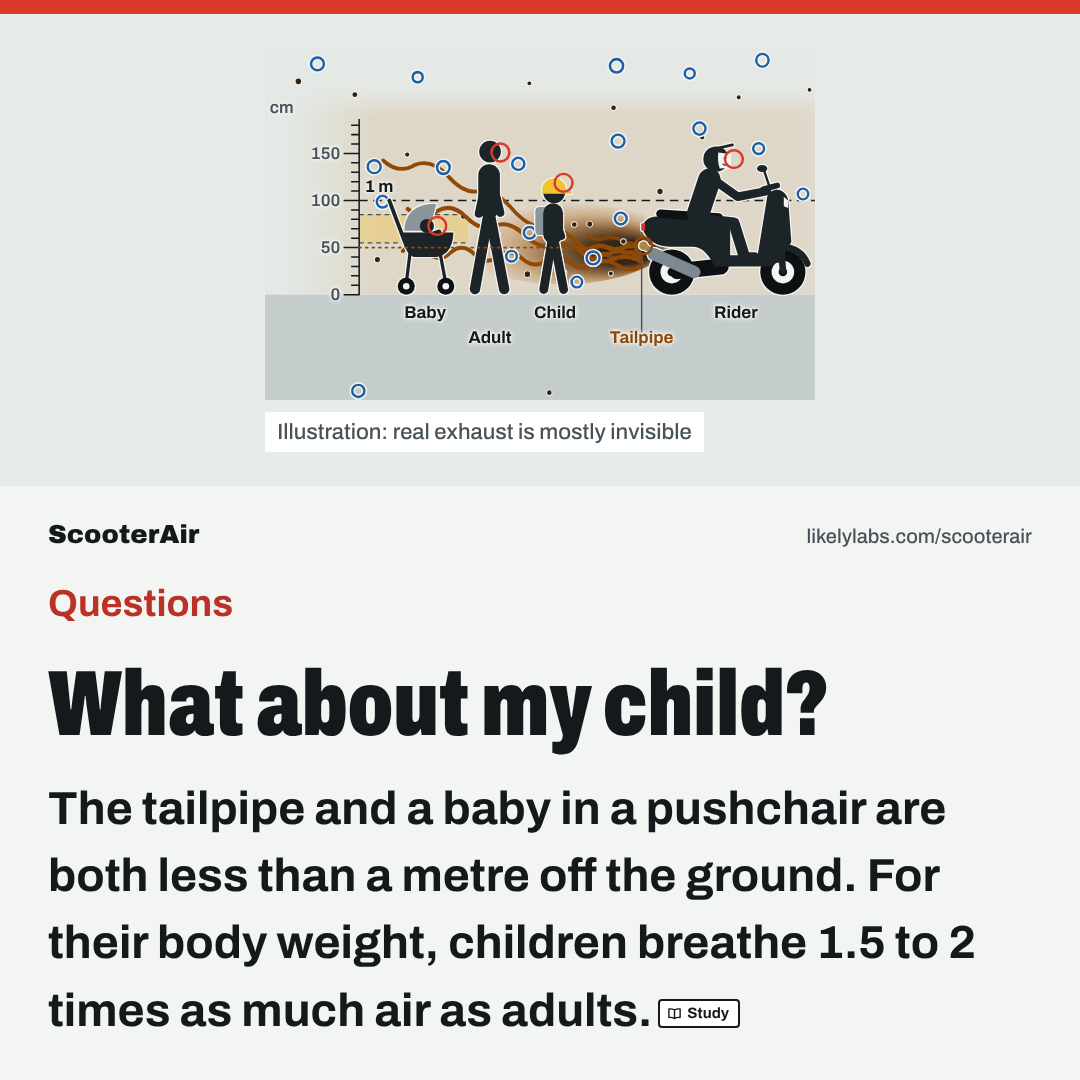 cm
150
1 m
100
50
0
Baby
Child
Rider
Adult
Tailpipe
Illustration: real exhaust is mostly invisible
ScooterAir
likelylabs.com/scooterair
Questions
What about my child?
The tailpipe and a baby in a pushchair are
both less than a metre off the ground. For
their body weight, children breathe 1.5 to 2
times as much air as adults. Study